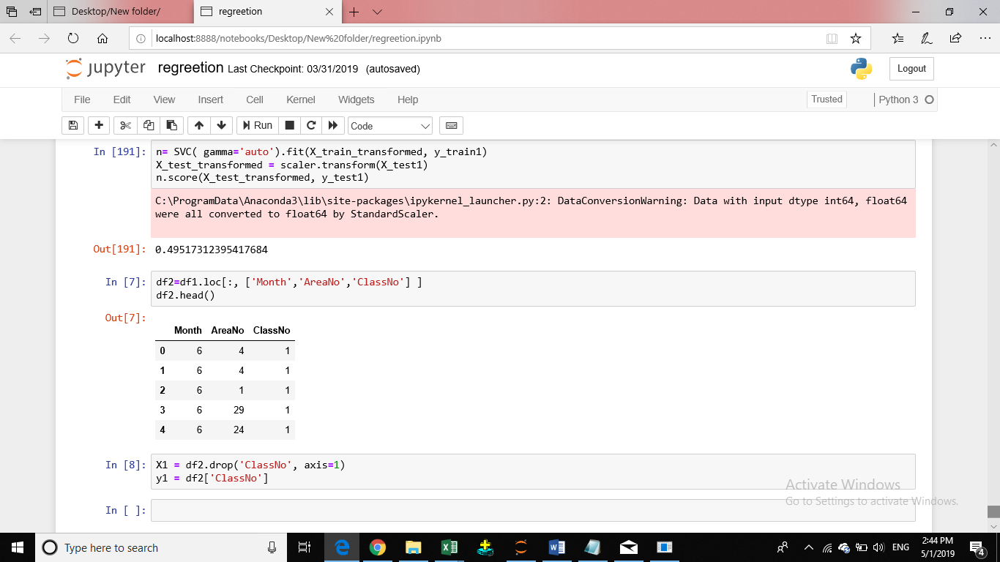 Desktop/New folder/
regreetion
localhost:8888/notebooks/Desktop/New%20folder/regreetion.ipynb
jupyter regreetion Last Checkpoint: 03/31/2019 (autosaved)
Logout
File Edit View Insert Cell Kernel Widgets Help
Trusted
Python 3
Run
Code
In [191]: n= SVC( gamma='auto').fit(X_train_transformed, y_train1)
X_test_transformed = scaler.transform(X_test1)
n.score(X_test_transformed, y_test1)
C:\ProgramData\Anaconda3\lib\site-packages\ipykernel_launcher.py:2: DataConversionWarning: Data with input dtype int64, float64
were all converted to float64 by StandardScaler.
Out[191]: 0.49517312395417684
In [7]: df2=df1.loc[:, ['Month','AreaNo','ClassNo'] ]
df2.head()
Out[7]:
Month AreaNo ClassNo
0 6 4 1
1 6 4 1
2 6 1 1
3 6 29 1
4 6 24 1
In [8]: X1 = df2.drop('ClassNo', axis=1)
y1 = df2['ClassNo']
In [ ]:
Activate Windows
Go to Settings to activate Windows.
Type here to search
ENG
2:44 PM
5/1/2019
4